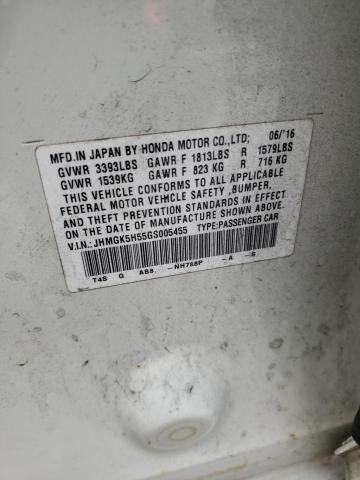 MFD.IN JAPAN BY HONDA MOTOR CO.,LTD; 06/'16
GVWR 3393LBS GAWR F 1813LBS R 1579LBS
GVWR 1539KG GAWR F 823 KG R 716 KG
THIS VEHICLE CONFORMS TO ALL APPLICABLE
FEDERAL MOTOR VEHICLE SAFETY ,BUMPER,
AND THEFT PREVENTION STANDARDS IN EFFECT
ON THE DATE OF MANUFACTURE SHOWN ABOVE.
V.I.N.: JHMGK5H55GS005455 TYPE:PASSENGER CAR
T4S G AB8. -NH788P -A -S